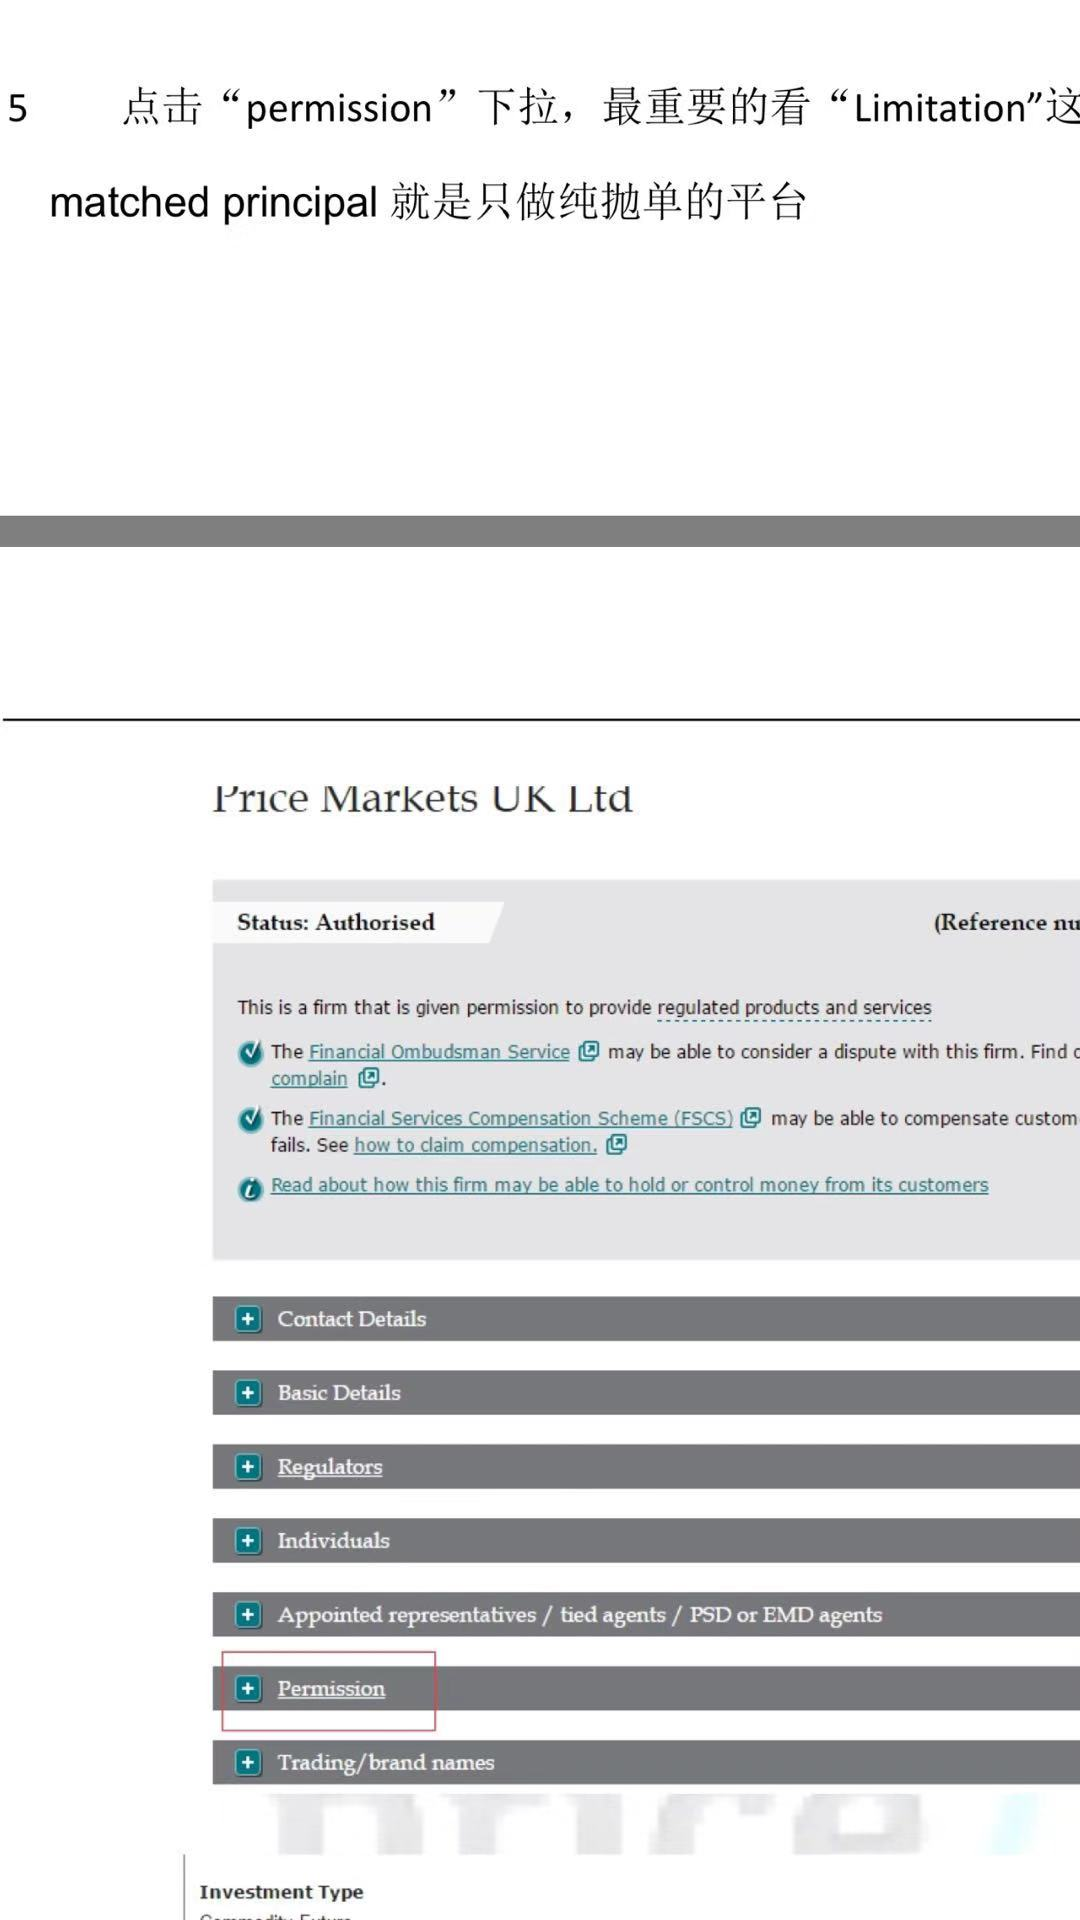 5 点击“permission”下拉，最重要的看“Limitation”这
matched principal 就是只做纯抛单的平台
Price Markets UK Ltd
Status: Authorised
(Reference nu
This is a firm that is given permission to provide regulated products and services
The Financial Ombudsman Service may be able to consider a dispute with this firm. Find
complain .
The Financial Services Compensation Scheme (FSCS) may be able to compensate custom
fails. See how to claim compensation.
Read about how this firm may be able to hold or control money from its customers
Contact Details
Basic Details
Regulators
Individuals
Appointed representatives / tied agents / PSD or EMD agents
Permission
Trading/brand names
Investment Type